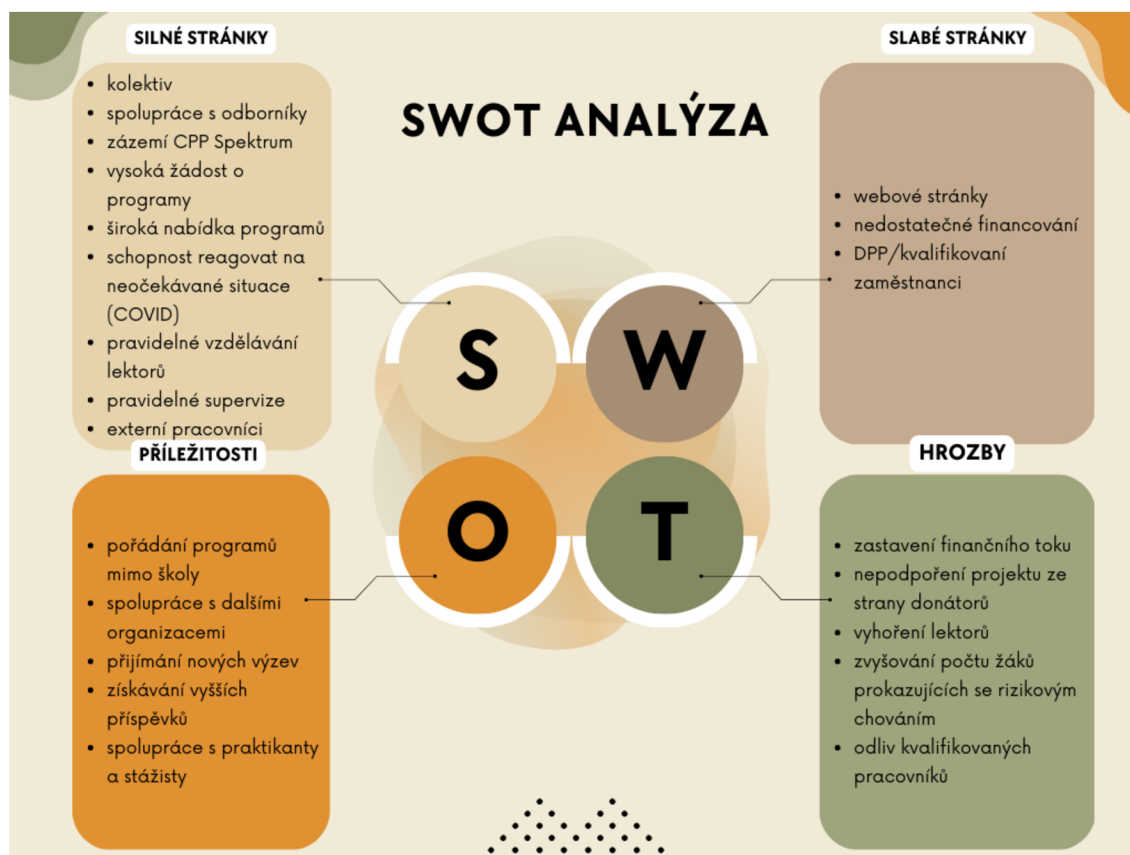 SILNÉ STRÁNKY
kolektiv
spolupráce s odborníky
zázemí CPP Spektrum
vysoká žádost o
programy
široká nabídka programů
schopnost reagovat na
neočekávané situace
(COVID)
pravidelné vzdělávání
lektorů
pravidelné supervize
externí pracovníci
SWOT ANALÝZA
SLABÉ STRÁNKY
webové stránky
nedostatečné financování
DPP/kvalifikovaní
zaměstnanci
S
W
O
T
PŘÍLEŽITOSTI
pořádání programů
mimo školy
spolupráce s dalšími
organizacemi
přijímání nových výzev
získávání vyšších
příspěvků
spolupráce s praktikanty
a stážisty
HROZBY
zastavení finančního toku
nepodpoření projektu ze
strany donátorů
vyhoření lektorů
zvyšování počtu žáků
prokazujících se rizikovým
chováním
odliv kvalifikovaných
pracovníků